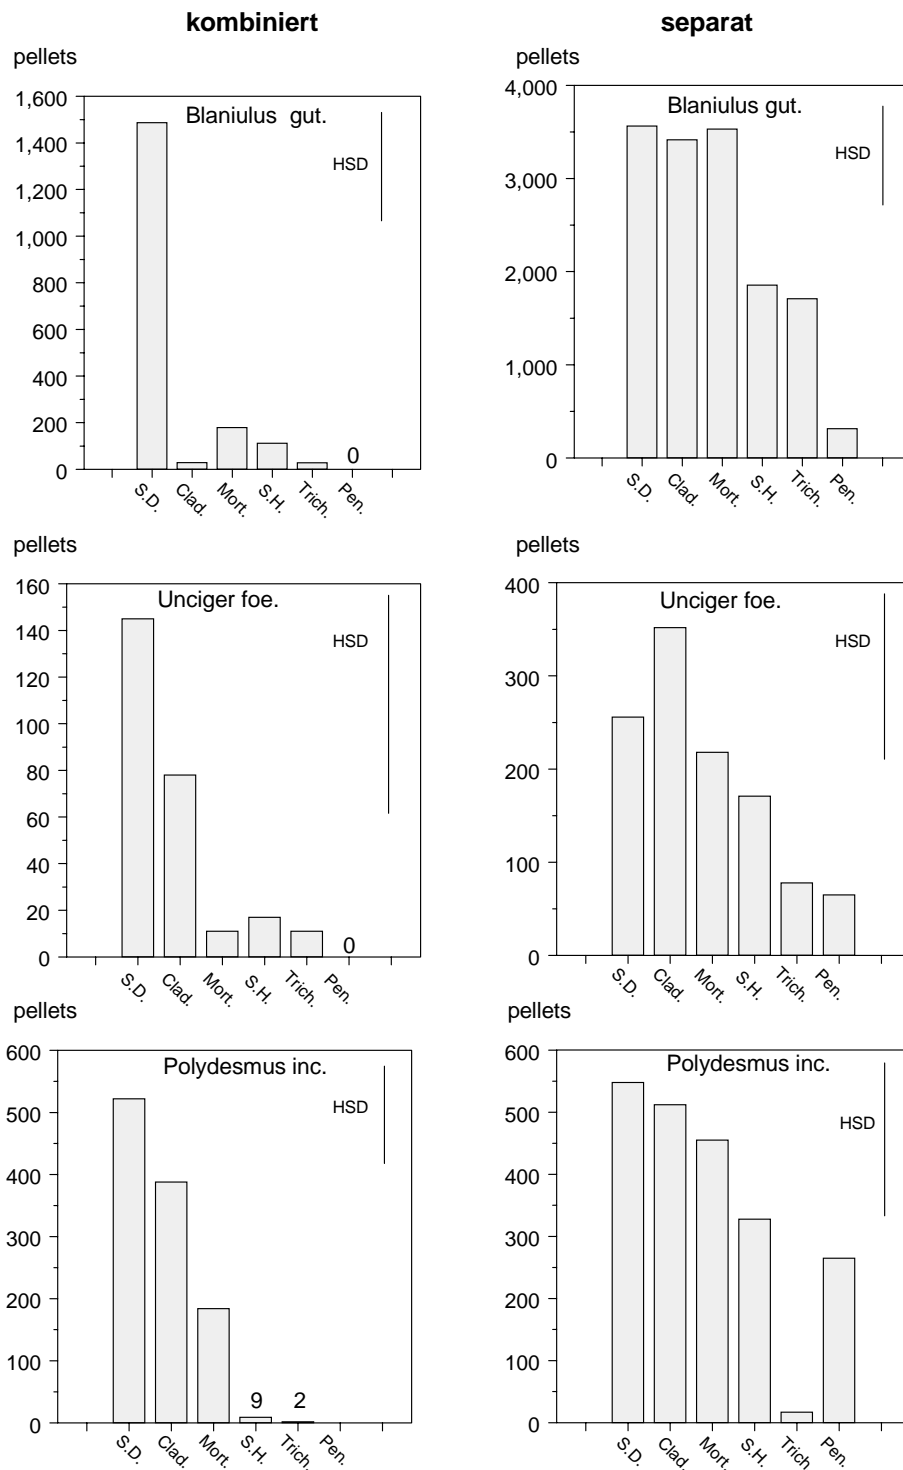 kombiniert
separat
pellets
1,600
1,400
1,200
1,000
800
600
400
200
0
Blaniulus gut.
HSD
0
S.D.
Clad.
Mort.
S.H.
Trich.
Pen.
pellets
4,000
3,000
2,000
1,000
0
Blaniulus gut.
HSD
S.D.
Clad.
Mort.
S.H.
Trich.
Pen.
pellets
160
140
120
100
80
60
40
20
0
Unciger foe.
HSD
0
S.D.
Clad.
Mort.
S.H.
Trich.
Pen.
pellets
400
300
200
100
0
Unciger foe.
HSD
S.D.
Clad.
Mort.
S.H.
Trich.
Pen.
pellets
600
500
400
300
200
100
0
Polydesmus inc.
HSD
9
2
S.D.
Clad.
Mort.
S.H.
Trich.
Pen.
pellets
600
500
400
300
200
100
0
Polydesmus inc.
HSD
S.D.
Clad.
Mort.
S.H.
Trich
Pen.